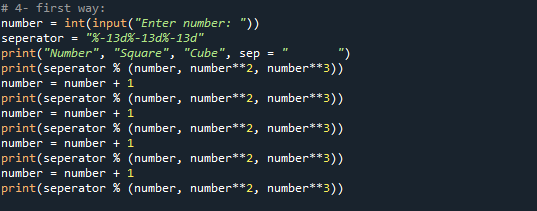 # 4- first way:
number = int(input("Enter number: "))
seperator = "%-13d%-13d%-13d"
print("Number", "Square", "Cube", sep = "       ")
print(seperator % (number, number**2, number**3))
number = number + 1
print(seperator % (number, number**2, number**3))
number = number + 1
print(seperator % (number, number**2, number**3))
number = number + 1
print(seperator % (number, number**2, number**3))
number = number + 1
print(seperator % (number, number**2, number**3))